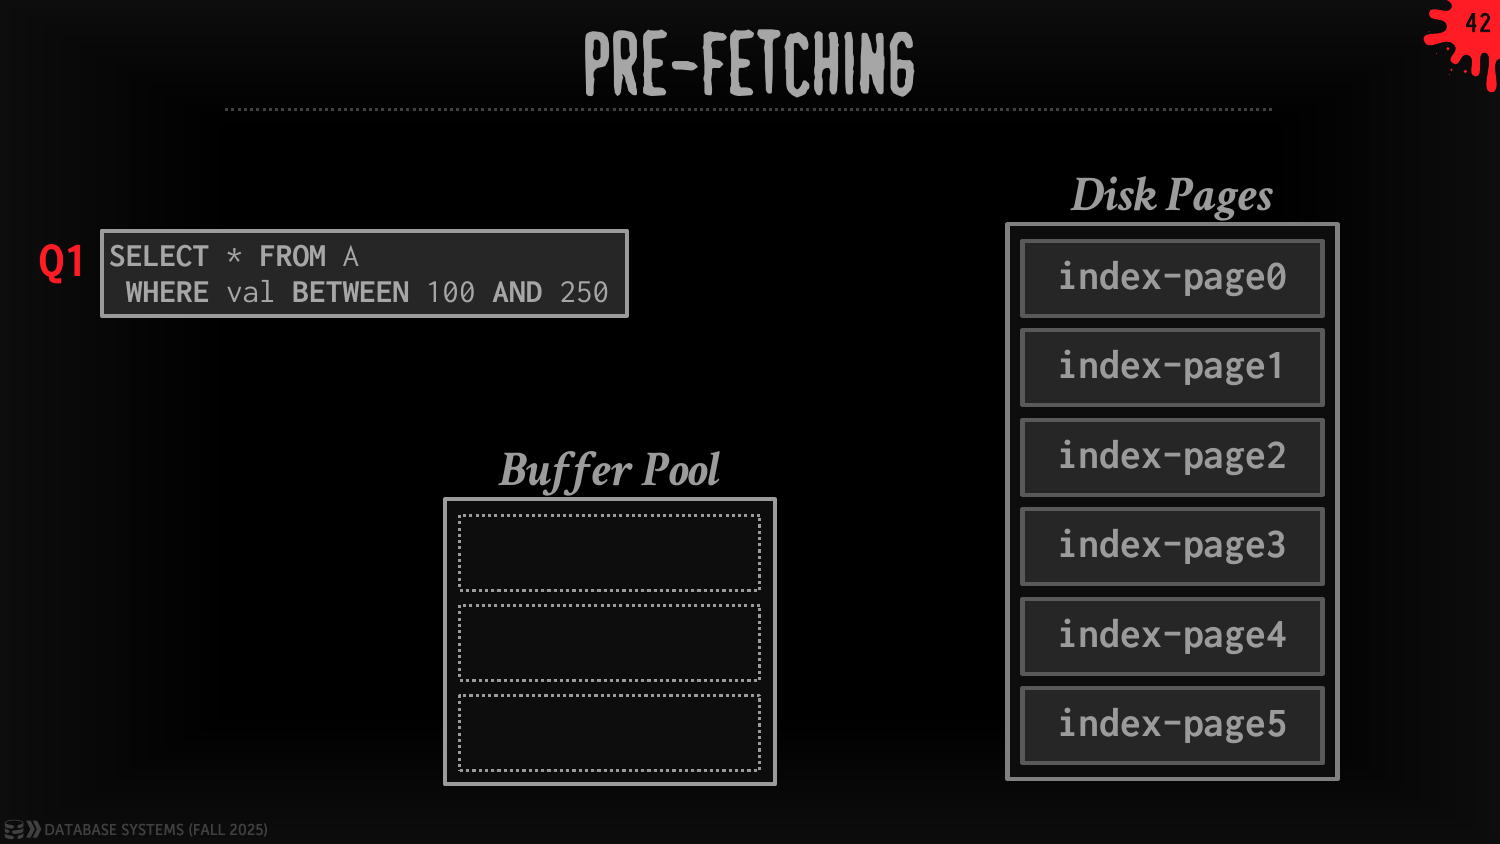 PRE-FETCHING
42
Q1
SELECT * FROM A
WHERE val BETWEEN 100 AND 250
Disk Pages
index-page0
index-page1
index-page2
index-page3
index-page4
index-page5
Buffer Pool
DATABASE SYSTEMS (FALL 2025)